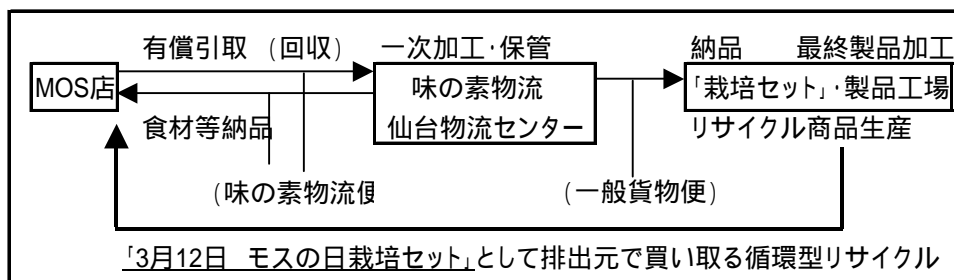 有償引取 (回収) 一次加工・保管 納品 最終製品加工
MOS店 味の素物流 「栽培セット」・製品工場
仙台物流センター
食材等納品 リサイクル商品生産
(味の素物流便 (一般貨物便)
「3月12日 モスの日栽培セット」として排出元で買い取る循環型リサイクル